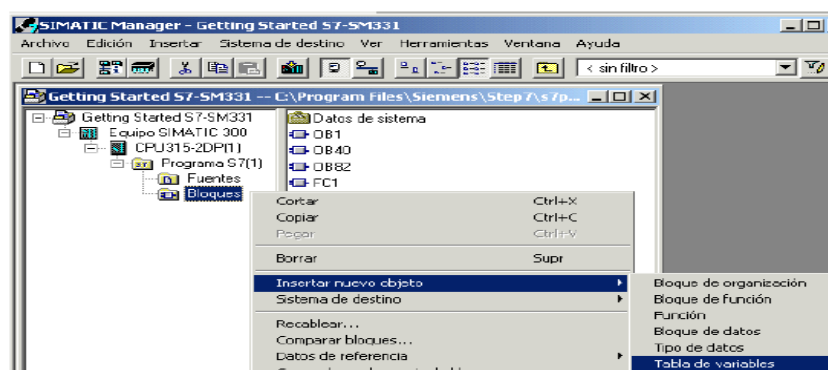 SIMATIC Manager - Getting Started S7-SM331
Archivo Edición Insertar Sistema de destino Ver Herramientas Ventana Ayuda
< sin filtro >
Getting Started S7-SM331 -- C:\Program Files\Siemens\Step7\s7p...
Getting Started S7-SM331
Equipo SIMATIC 300
CPU315-2DP(1)
Programa S7(1)
Fuentes
Bloques
Datos de sistema
OB1
OB40
OB82
FC1
Cortar Ctrl+X
Copiar Ctrl+C
Pegar Ctrl+V
Borrar Supr
Insertar nuevo objeto
Sistema de destino
Recablear...
Comparar bloques...
Datos de referencia
Bloque de organización
Bloque de función
Función
Bloque de datos
Tipo de datos
Tabla de variables